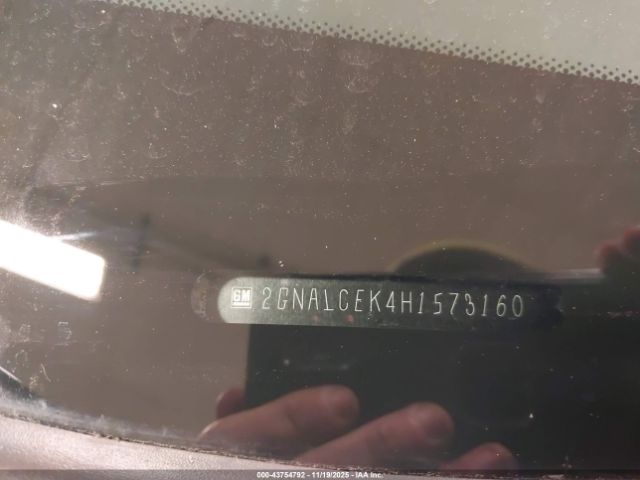 GM 2GNALCEK4H1573160
000-43754792 - 11/19/2025 - IAA Inc.